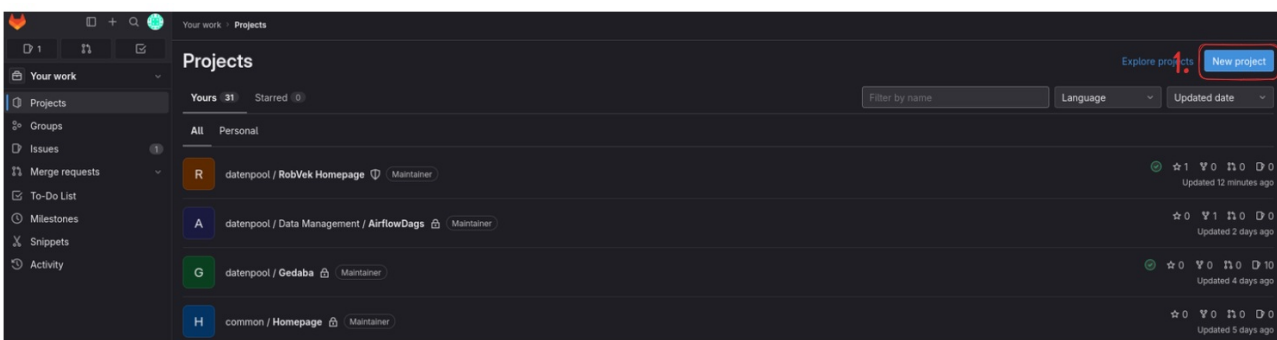 Your work > Projects
1
Your work
Projects
Groups
Issues 1
Merge requests
To-Do List
Milestones
Snippets
Activity
Projects
Explore projects
1.
New project
Yours 31 Starred 0
Filter by name
Language
Updated date
All Personal
R datenpool / RobVek Homepage Maintainer
1 0 0 0
Updated 12 minutes ago
A datenpool / Data Management / AirflowDags Maintainer
0 1 0 0
Updated 2 days ago
G datenpool / Gedaba Maintainer
0 0 0 10
Updated 4 days ago
H common / Homepage Maintainer
0 0 0 0
Updated 5 days ago